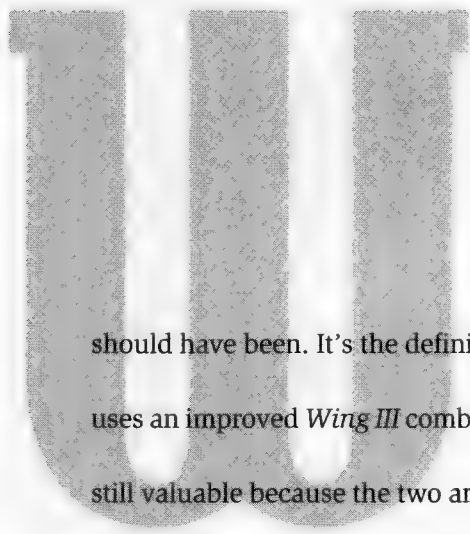 W
should have been. It's the defini
uses an improved Wing III comb
still valuable because the two ar